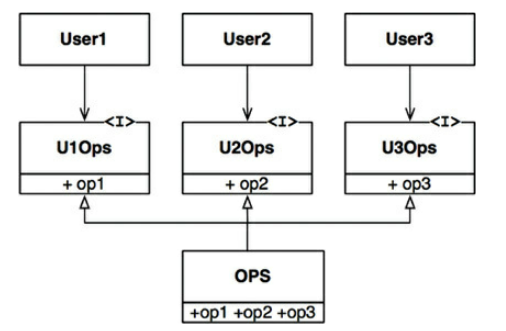 User1
User2
User3
<I>
<I>
<I>
U1Ops
U2Ops
U3Ops
+ op1
+ op2
+ op3
OPS
+op1 +op2 +op3